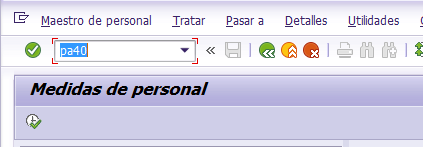 Maestro de personal Tratar Pasar a Detalles Utilidades
pa40
Medidas de personal